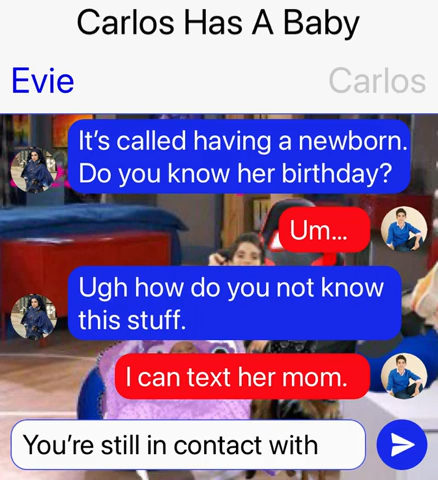 Carlos Has A Baby
Evie
Carlos
It’s called having a newborn.
Do you know her birthday?
Um...
Ugh how do you not know
this stuff.
I can text her mom.
You’re still in contact with